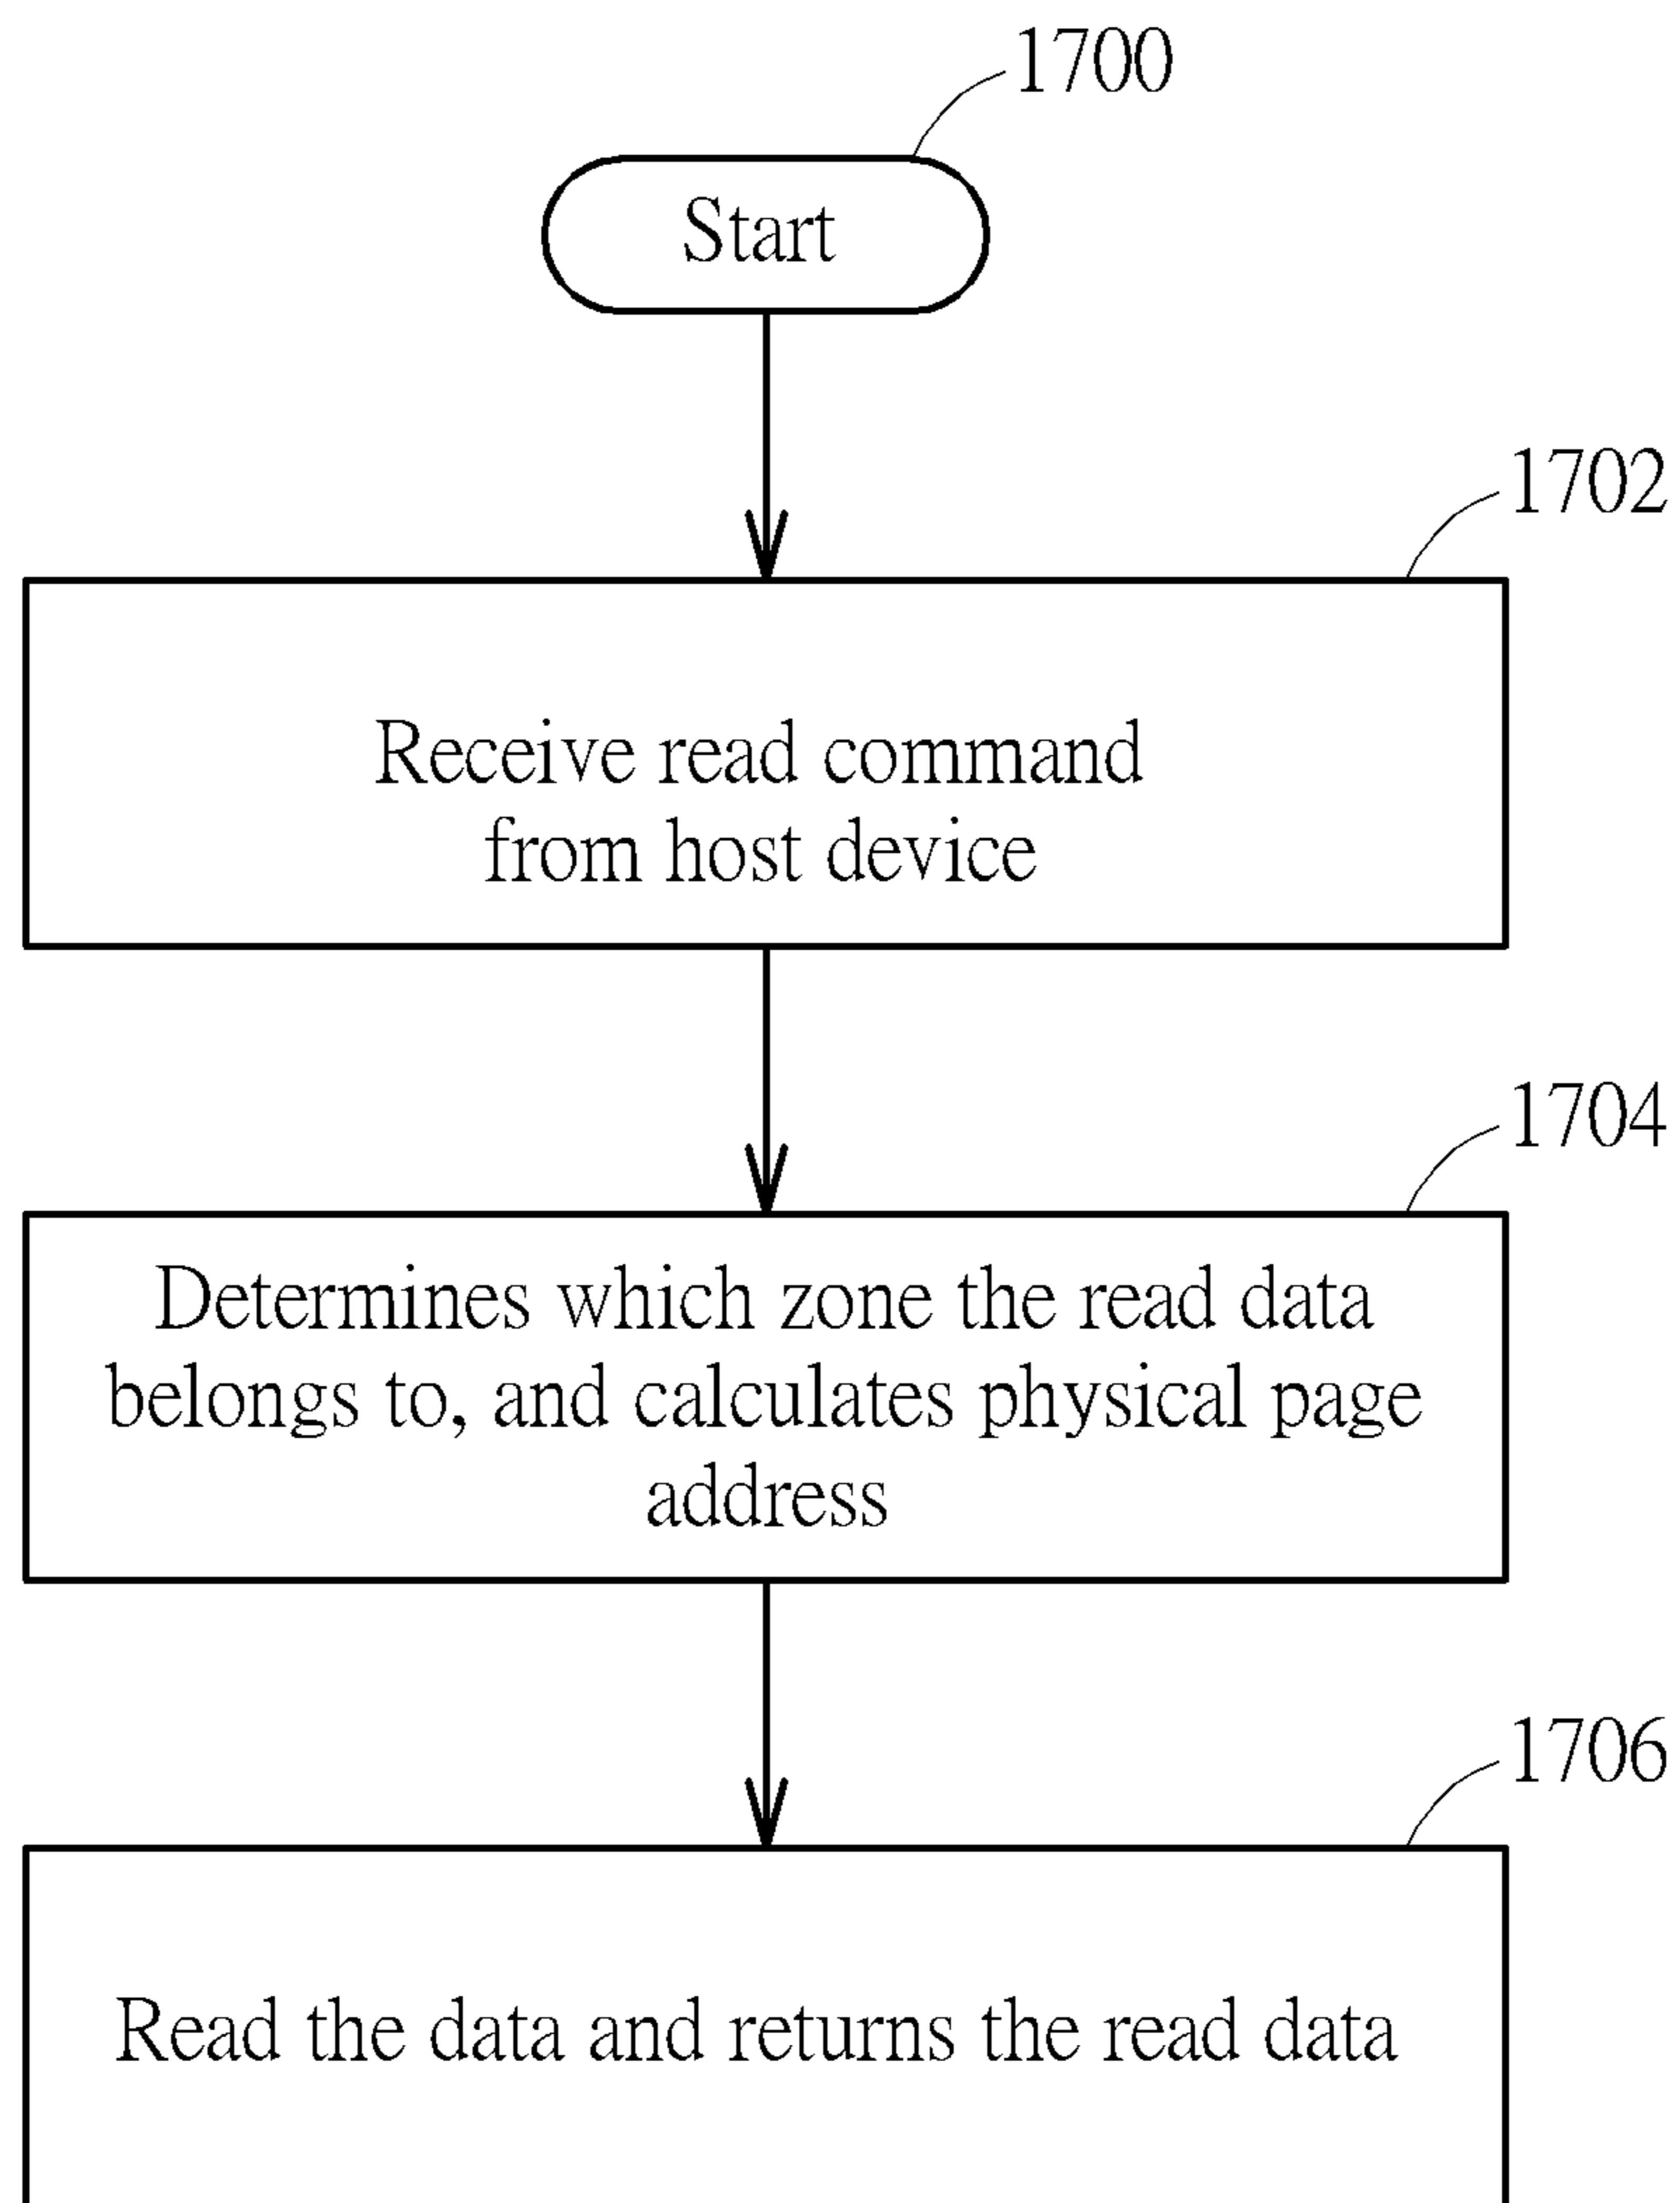 1700
Start
1702
Receive read command
from host device
1704
Determines which zone the read data
belongs to, and calculates physical page
address
1706
Read the data and returns the read data